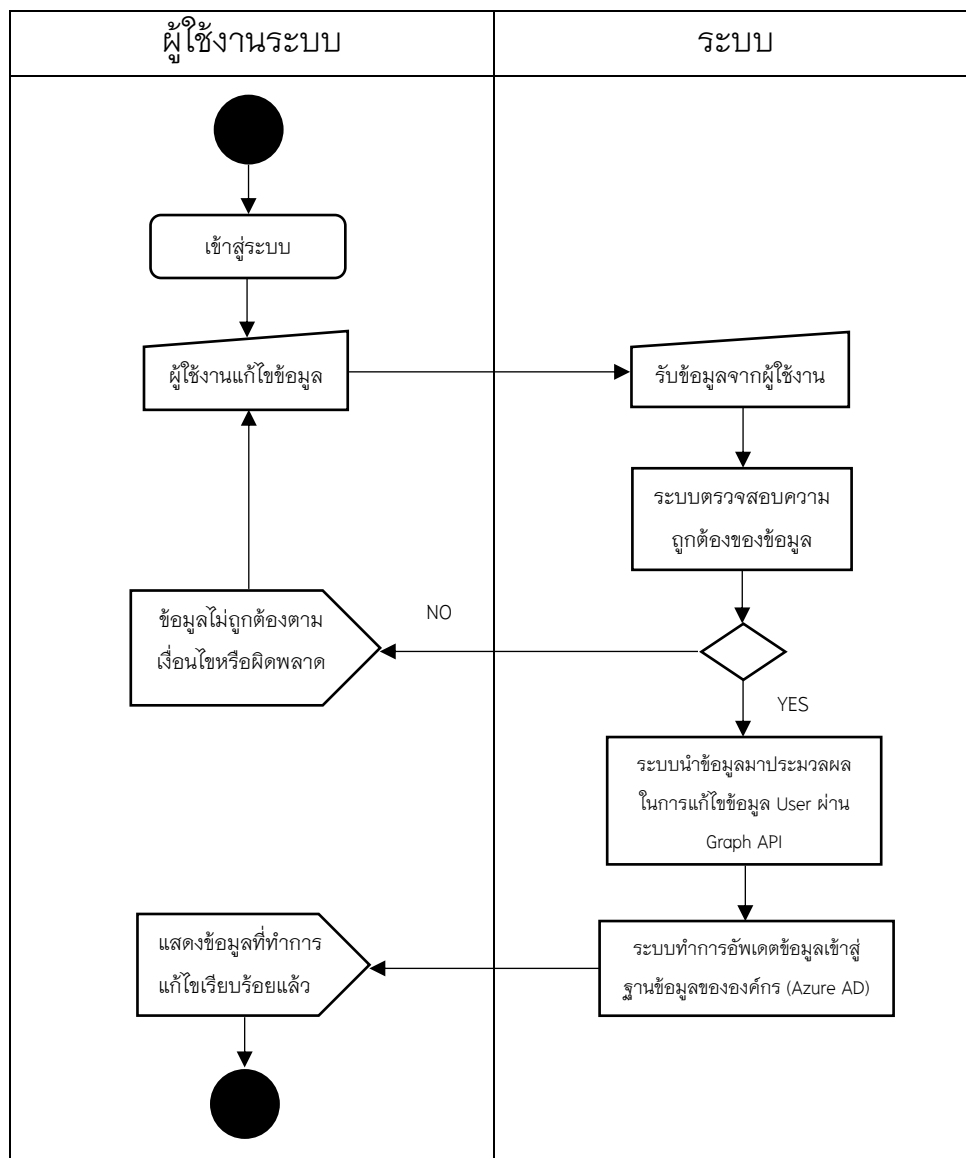 ผู้ใช้งานระบบ
ระบบ
เข้าสู่ระบบ
ผู้ใช้งานแก้ไขข้อมูล
รับข้อมูลจากผู้ใช้งาน
ระบบตรวจสอบความ
ถูกต้องของข้อมูล
ข้อมูลไม่ถูกต้องตาม
เงื่อนไขหรือผิดพลาด
NO
YES
ระบบนำข้อมูลมาประมวลผล
ในการแก้ไขข้อมูล User ผ่าน
Graph API
แสดงข้อมูลที่ทำการ
แก้ไขเรียบร้อยแล้ว
ระบบทำการอัพเดตข้อมูลเข้าสู่
ฐานข้อมูลขององค์กร (Azure AD)